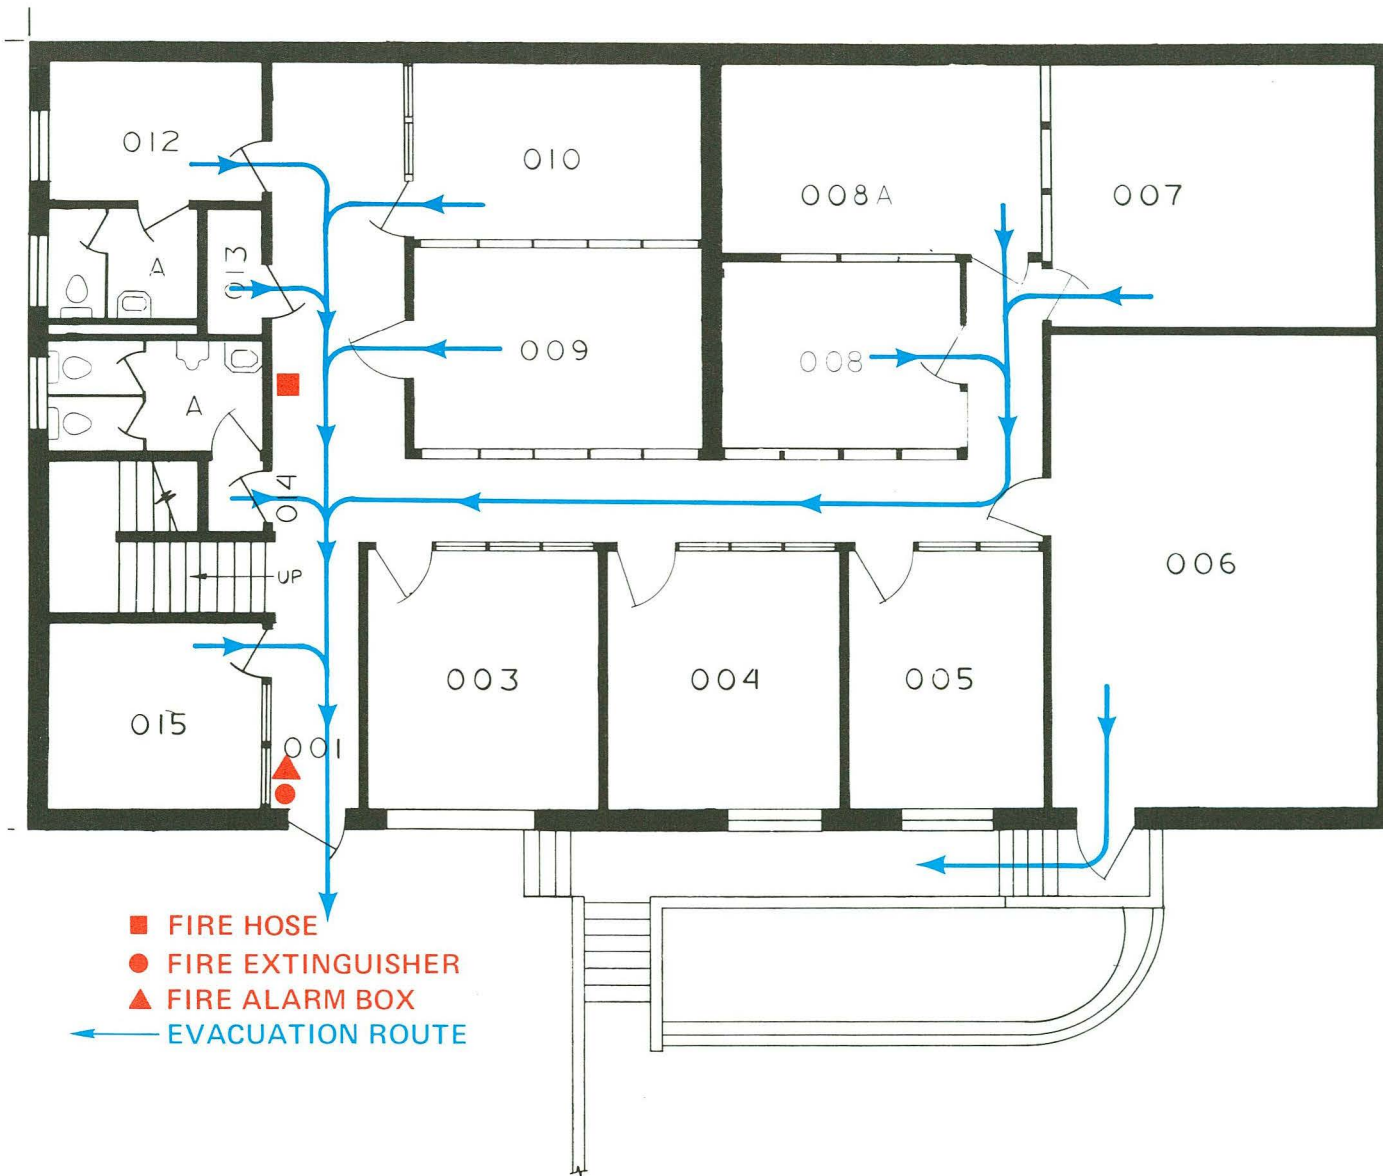 012
010
008A
007
013
A
009
008
A
014
UP
006
003
004
005
015
001
FIRE HOSE
FIRE EXTINGUISHER
FIRE ALARM BOX
EVACUATION ROUTE